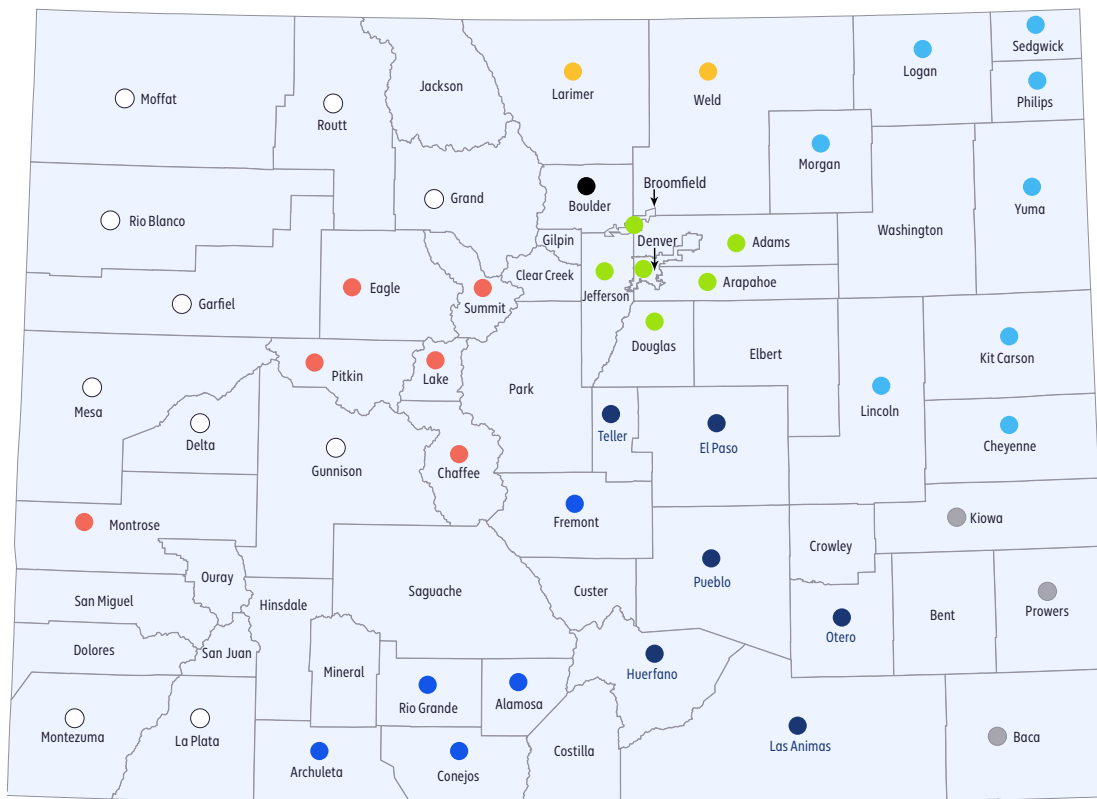 Sedgwick
Logan
Jackson
Larimer
Weld
Moffat
Philips
Routt
Morgan
Broomfield
Grand
Boulder
Yuma
Rio Blanco
Washington
Gilpin
Denver
Adams
Clear Creek
Arapahoe
Eagle
Jefferson
Garfiel
Summit
Douglas
Elbert
Kit Carson
Pitkin
Lake
Park
Mesa
Lincoln
Delta
Teller
El Paso
Cheyenne
Gunnison
Chaffee
Montrose
Fremont
Kiowa
Crowley
Ouray
Pueblo
Saguache
Custer
San Miguel
Hinsdale
Prowers
Bent
Otero
Dolores
San Juan
Mineral
Huerfano
Rio Grande
Alamosa
Montezuma
La Plata
Costilla
Las Animas
Baca
Archuleta
Conejos